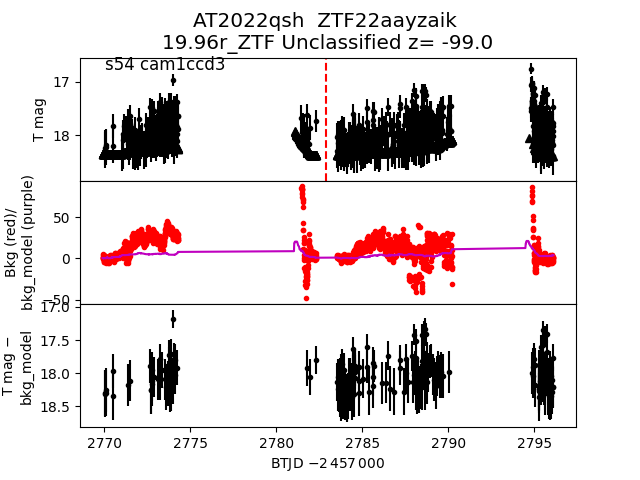 AT2022qsh  ZTF22aayzaik
19.96r_ZTF Unclassified z= -99.0
s54 cam1ccd3
T mag
17
18
Bkg (red)/
bkg_model (purple)
50
0
−50
T mag −
bkg_model
17.0
17.5
18.0
18.5
2770
2775
2780
2785
2790
2795
BTJD −2 457 000